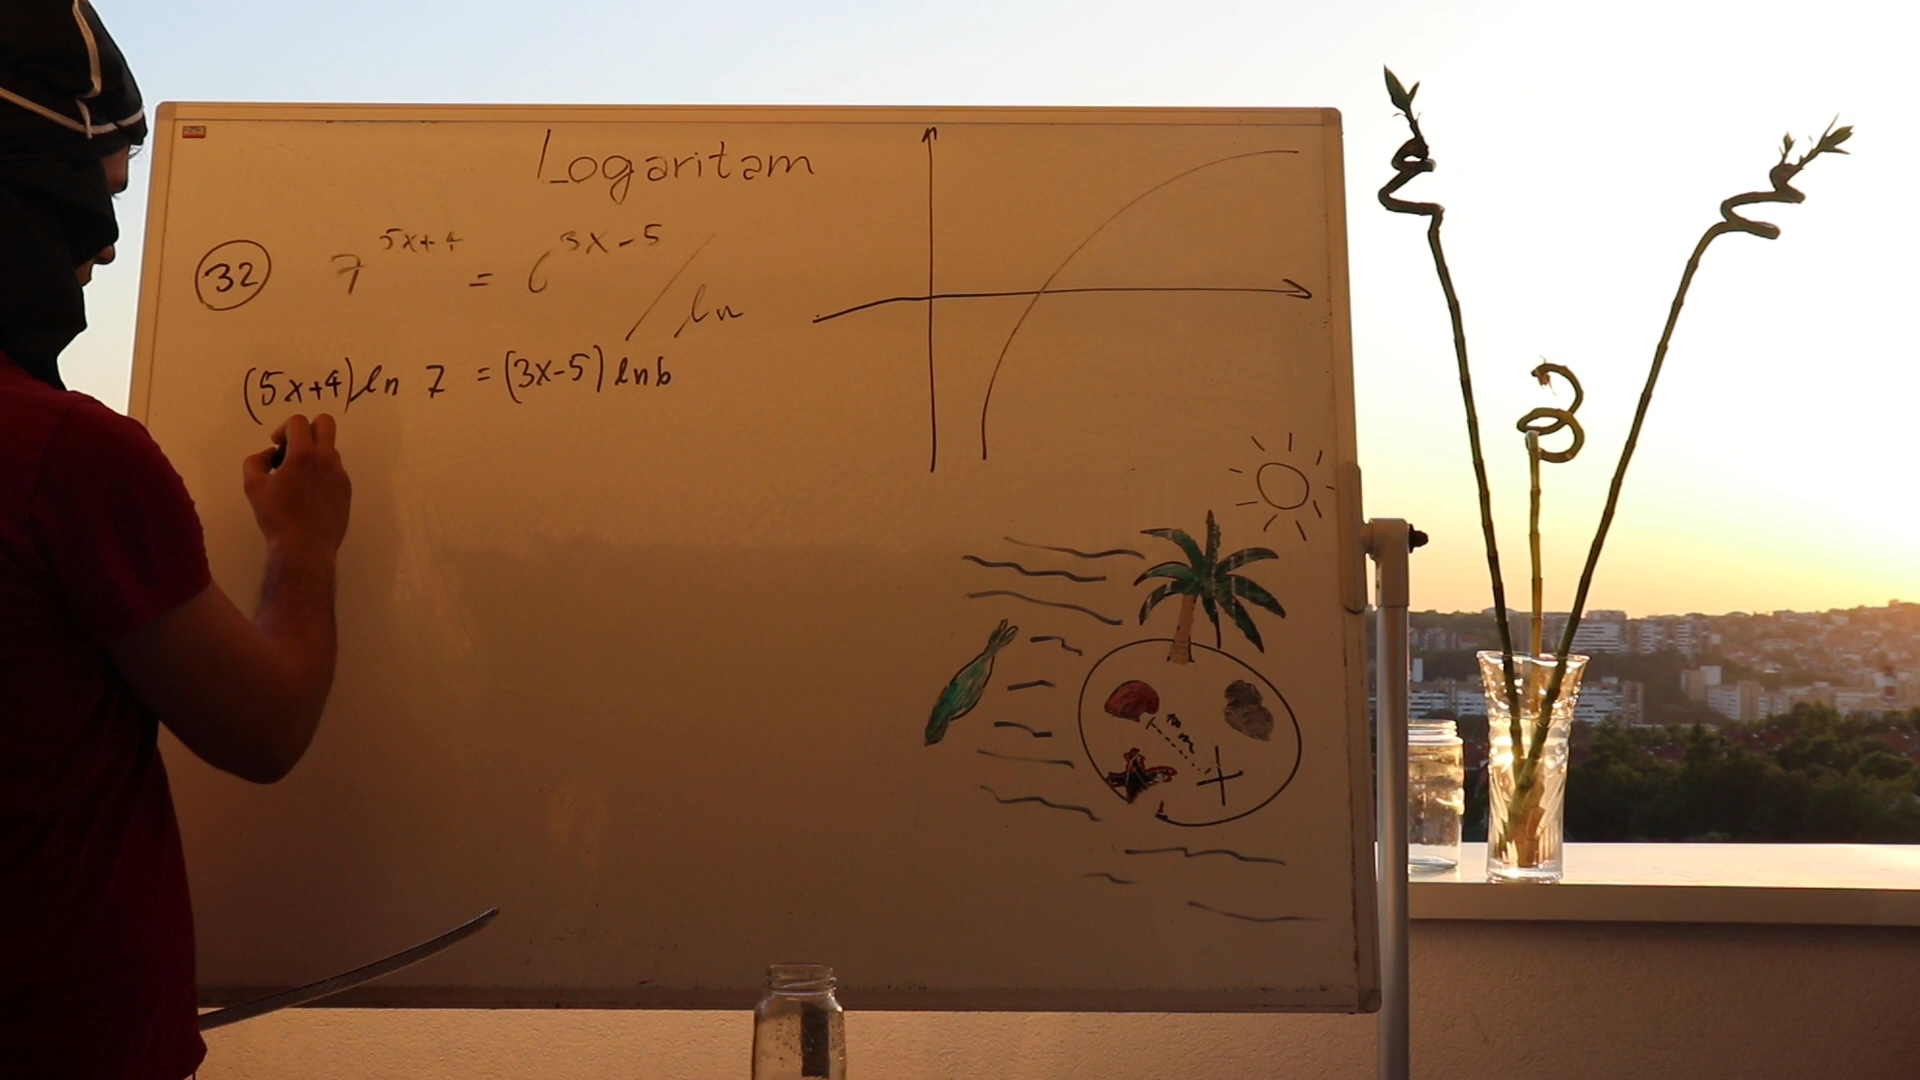 Logaritam
32 7^{5x+4} = 6^{3x-5} / ln
(5x+4) ln 7 = (3x-5) ln 6